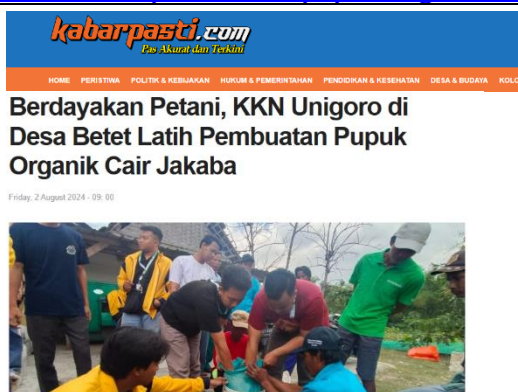 kabarpasti.com
Pas Akurat dan Terkini
HOME PERISTIWA POLITIK & KEBIJAKAN HUKUM & PEMERINTAHAN PENDIDIKAN & KESEHATAN DESA & BUDAYA KOLO
Berdayakan Petani, KKN Unigoro di
Desa Betet Latih Pembuatan Pupuk
Organik Cair Jakaba
Friday, 2 August 2024 - 09: 00